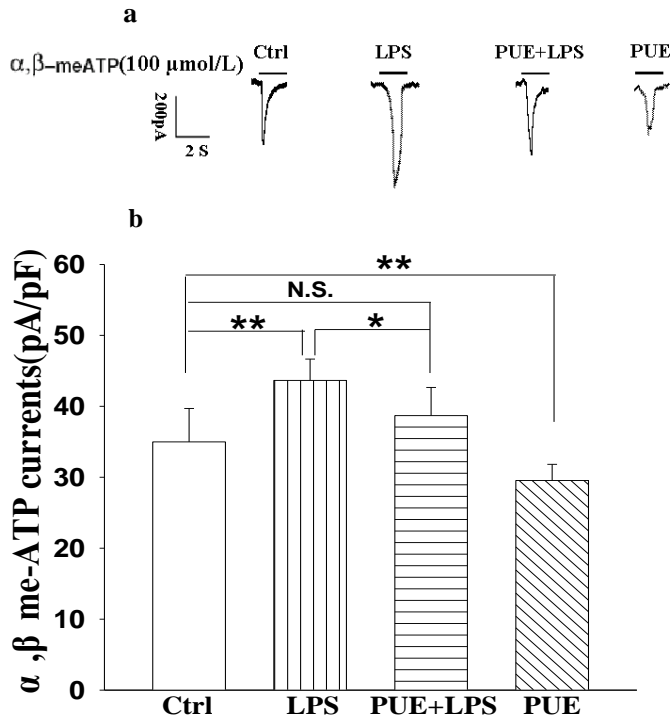 a
Ctrl LPS PUE+LPS PUE
α,β-meATP(100 μmol/L)
200pA
2 S
b
α ,β me-ATP currents(pA/pF)
60
**
N.S.
50
** *
40
30
20
10
0
Ctrl LPS PUE+LPS PUE